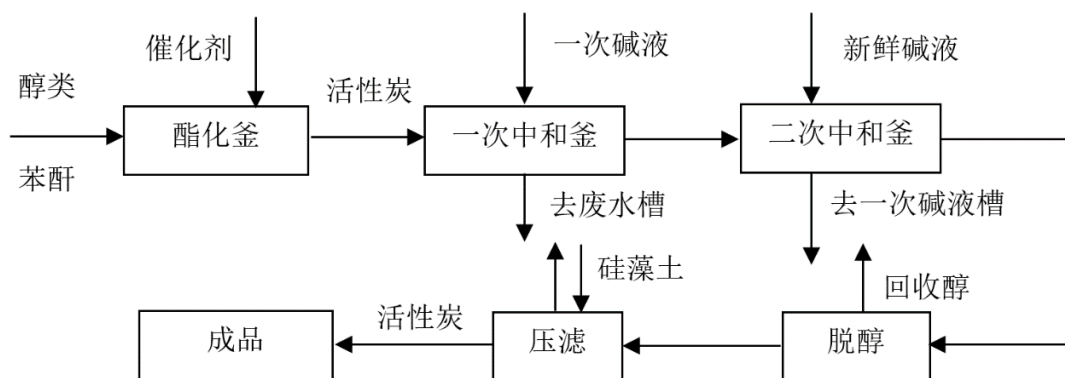 催化剂
一次碱液
新鲜碱液
醇类
活性炭
酯化釜
一次中和釜
二次中和釜
苯酐
去废水槽
去一次碱液槽
硅藻土
回收醇
活性炭
成品
压滤
脱醇